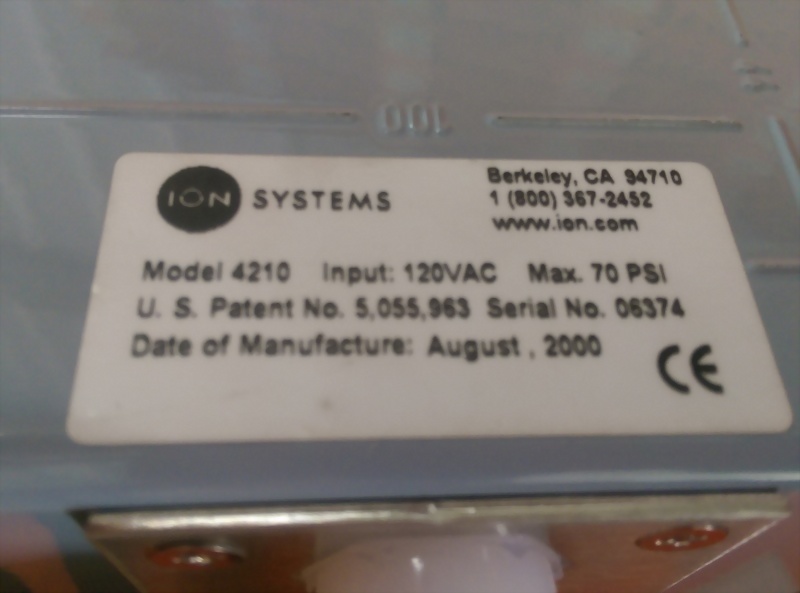 100
ION SYSTEMS
Berkeley, CA 94710
1 (800) 367-2452
www.ion.com
Model 4210 Input: 120VAC Max. 70 PSI
U. S. Patent No. 5,055,963 Serial No. 06374
Date of Manufacture: August , 2000
CE